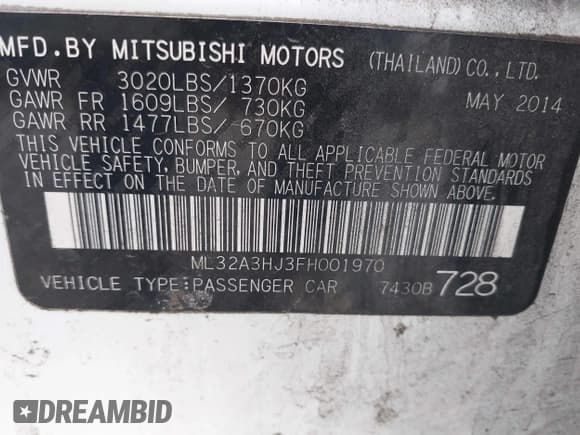 MFD.BY MITSUBISHI MOTORS (THAILAND)CO.,LTD.
GVWR 3020LBS/1370KG MAY 2014
GAWR FR 1609LBS/ 730KG
GAWR RR 1477LBS/ 670KG
THIS VEHICLE CONFORMS TO ALL APPLICABLE FEDERAL MOTOR
VEHICLE SAFETY, BUMPER, AND THEFT PREVENTION STANDARDS
IN EFFECT ON THE DATE OF MANUFACTURE SHOWN ABOVE.
ML32A3HJ3FH001970
VEHICLE TYPE:PASSENGER CAR 7430B 728
DREAMBID